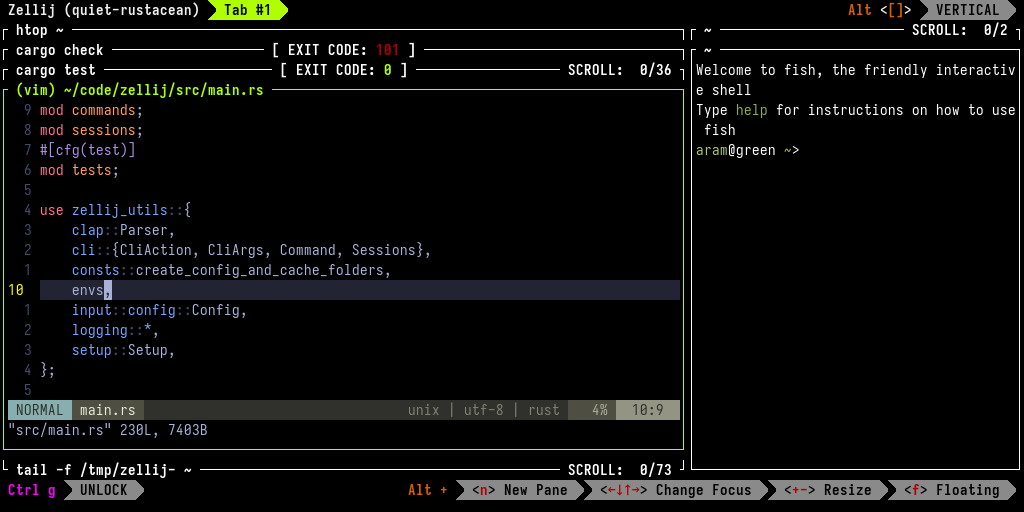 Zellij (quiet-rustacean) Tab #1 Alt <[]> VERTICAL
htop ~
~ SCROLL: 0/2
cargo check [ EXIT CODE: 101 ]
~
cargo test [ EXIT CODE: 0 ] SCROLL: 0/36
(vim) ~/code/zellij/src/main.rs
9 mod commands;
8 mod sessions;
7 #[cfg(test)]
6 mod tests;
5
4 use zellij_utils::{
3 clap::Parser,
2 cli::{CliAction, CliArgs, Command, Sessions},
1 consts::create_config_and_cache_folders,
10 envs,
1 input::config::Config,
2 logging::*,
3 setup::Setup,
4 };
5
NORMAL main.rs unix | utf-8 | rust 4% 10:9
"src/main.rs" 230L, 7403B
tail -f /tmp/zellij- ~ SCROLL: 0/73
Welcome to fish, the friendly interactiv
e shell
Type help for instructions on how to use
fish
aram@green ~>
Ctrl g UNLOCK Alt + <n> New Pane <←↓↑→> Change Focus <+-> Resize <f> Floating